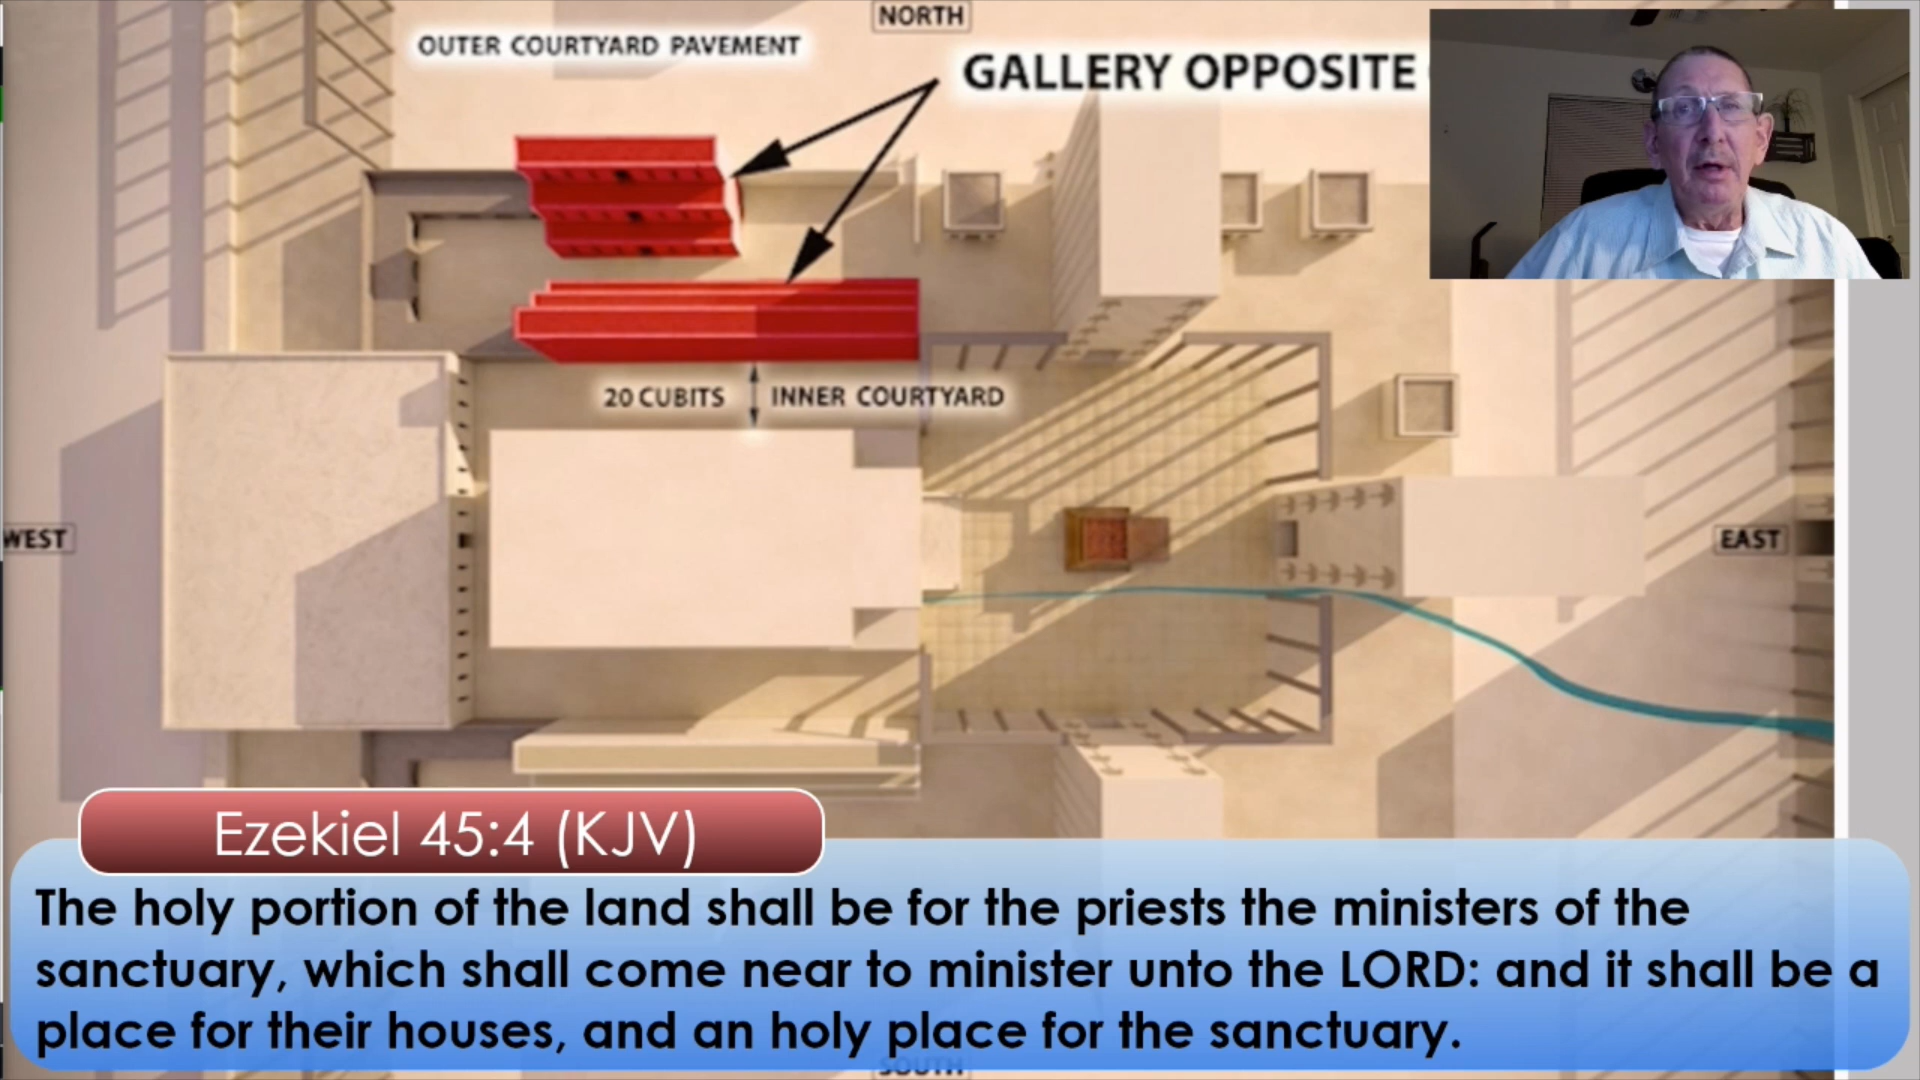 NORTH
OUTER COURTYARD PAVEMENT
GALLERY OPPOSITE
20 CUBITS
INNER COURTYARD
WEST
EAST
Ezekiel 45:4 (KJV)
The holy portion of the land shall be for the priests the ministers of the
sanctuary, which shall come near to minister unto the LORD: and it shall be a
place for their houses, and an holy place for the sanctuary.
SOUTH